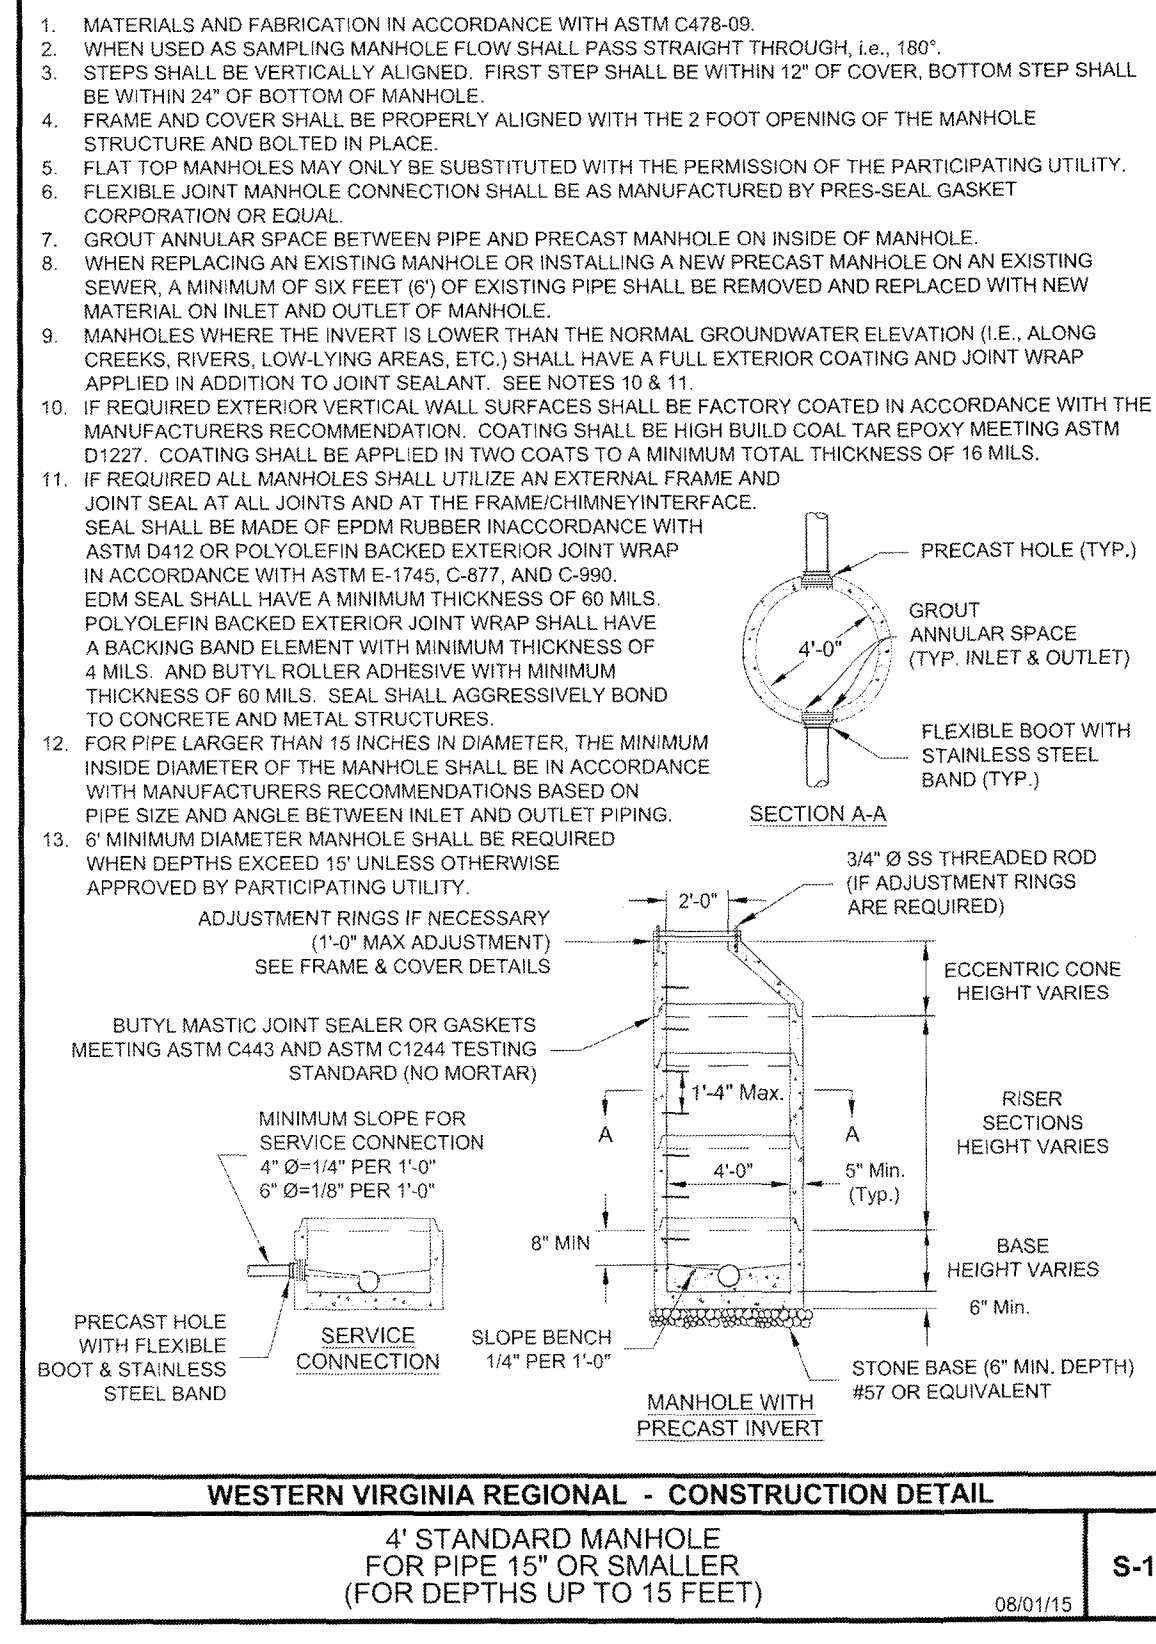 1. MATERIALS AND FABRICATION IN ACCORDANCE WITH ASTM C478-09.
2. WHEN USED AS SAMPLING MANHOLE FLOW SHALL PASS STRAIGHT THROUGH, i.e., 180°.
3. STEPS SHALL BE VERTICALLY ALIGNED. FIRST STEP SHALL BE WITHIN 12" OF COVER, BOTTOM STEP SHALL
BE WITHIN 24" OF BOTTOM OF MANHOLE.
4. FRAME AND COVER SHALL BE PROPERLY ALIGNED WITH THE 2 FOOT OPENING OF THE MANHOLE
STRUCTURE AND BOLTED IN PLACE.
5. FLAT TOP MANHOLES MAY ONLY BE SUBSTITUTED WITH THE PERMISSION OF THE PARTICIPATING UTILITY.
6. FLEXIBLE JOINT MANHOLE CONNECTION SHALL BE AS MANUFACTURED BY PRES-SEAL GASKET
CORPORATION OR EQUAL.
7. GROUT ANNULAR SPACE BETWEEN PIPE AND PRECAST MANHOLE ON INSIDE OF MANHOLE.
8. WHEN REPLACING AN EXISTING MANHOLE OR INSTALLING A NEW PRECAST MANHOLE ON AN EXISTING
SEWER, A MINIMUM OF SIX FEET (6') OF EXISTING PIPE SHALL BE REMOVED AND REPLACED WITH NEW
MATERIAL ON INLET AND OUTLET OF MANHOLE.
9. MANHOLES WHERE THE INVERT IS LOWER THAN THE NORMAL GROUNDWATER ELEVATION (I.E., ALONG
CREEKS, RIVERS, LOW-LYING AREAS, ETC.) SHALL HAVE A FULL EXTERIOR COATING AND JOINT WRAP
APPLIED IN ADDITION TO JOINT SEALANT. SEE NOTES 10 & 11.
10. IF REQUIRED EXTERIOR VERTICAL WALL SURFACES SHALL BE FACTORY COATED IN ACCORDANCE WITH THE
MANUFACTURERS RECOMMENDATION. COATING SHALL BE HIGH BUILD COAL TAR EPOXY MEETING ASTM
D1227. COATING SHALL BE APPLIED IN TWO COATS TO A MINIMUM TOTAL THICKNESS OF 16 MILS.
11. IF REQUIRED ALL MANHOLES SHALL UTILIZE AN EXTERNAL FRAME AND
JOINT SEAL AT ALL JOINTS AND AT THE FRAME/CHIMNEYINTERFACE.
SEAL SHALL BE MADE OF EPDM RUBBER INACCORDANCE WITH
ASTM D412 OR POLYOLEFIN BACKED EXTERIOR JOINT WRAP
IN ACCORDANCE WITH ASTM E-1745, C-877, AND C-990.
EDM SEAL SHALL HAVE A MINIMUM THICKNESS OF 60 MILS.
POLYOLEFIN BACKED EXTERIOR JOINT WRAP SHALL HAVE
A BACKING BAND ELEMENT WITH MINIMUM THICKNESS OF
4 MILS. AND BUTYL ROLLER ADHESIVE WITH MINIMUM
THICKNESS OF 60 MILS. SEAL SHALL AGGRESSIVELY BOND
TO CONCRETE AND METAL STRUCTURES.
12. FOR PIPE LARGER THAN 15 INCHES IN DIAMETER, THE MINIMUM
INSIDE DIAMETER OF THE MANHOLE SHALL BE IN ACCORDANCE
WITH MANUFACTURERS RECOMMENDATIONS BASED ON
PIPE SIZE AND ANGLE BETWEEN INLET AND OUTLET PIPING.
13. 6' MINIMUM DIAMETER MANHOLE SHALL BE REQUIRED
WHEN DEPTHS EXCEED 15' UNLESS OTHERWISE
APPROVED BY PARTICIPATING UTILITY.
PRECAST HOLE (TYP.)
GROUT
ANNULAR SPACE
(TYP. INLET & OUTLET)
4'-0"
FLEXIBLE BOOT WITH
STAINLESS STEEL
BAND (TYP.)
SECTION A-A
3/4" Ø SS THREADED ROD
(IF ADJUSTMENT RINGS
ARE REQUIRED)
2'-0"
ADJUSTMENT RINGS IF NECESSARY
(1'-0" MAX ADJUSTMENT)
SEE FRAME & COVER DETAILS
ECCENTRIC CONE
HEIGHT VARIES
BUTYL MASTIC JOINT SEALER OR GASKETS
MEETING ASTM C443 AND ASTM C1244 TESTING
STANDARD (NO MORTAR)
1'-4" Max.
A
A
RISER
SECTIONS
HEIGHT VARIES
MINIMUM SLOPE FOR
SERVICE CONNECTION
4" Ø=1/4" PER 1'-0"
6" Ø=1/8" PER 1'-0"
4'-0"
5" Min.
(Typ.)
8" MIN
BASE
HEIGHT VARIES
6" Min.
PRECAST HOLE
WITH FLEXIBLE
BOOT & STAINLESS
STEEL BAND
SERVICE
CONNECTION
SLOPE BENCH
1/4" PER 1'-0"
STONE BASE (6" MIN. DEPTH)
#57 OR EQUIVALENT
MANHOLE WITH
PRECAST INVERT
WESTERN VIRGINIA REGIONAL - CONSTRUCTION DETAIL
4' STANDARD MANHOLE
FOR PIPE 15" OR SMALLER
(FOR DEPTHS UP TO 15 FEET)
08/01/15
S-1